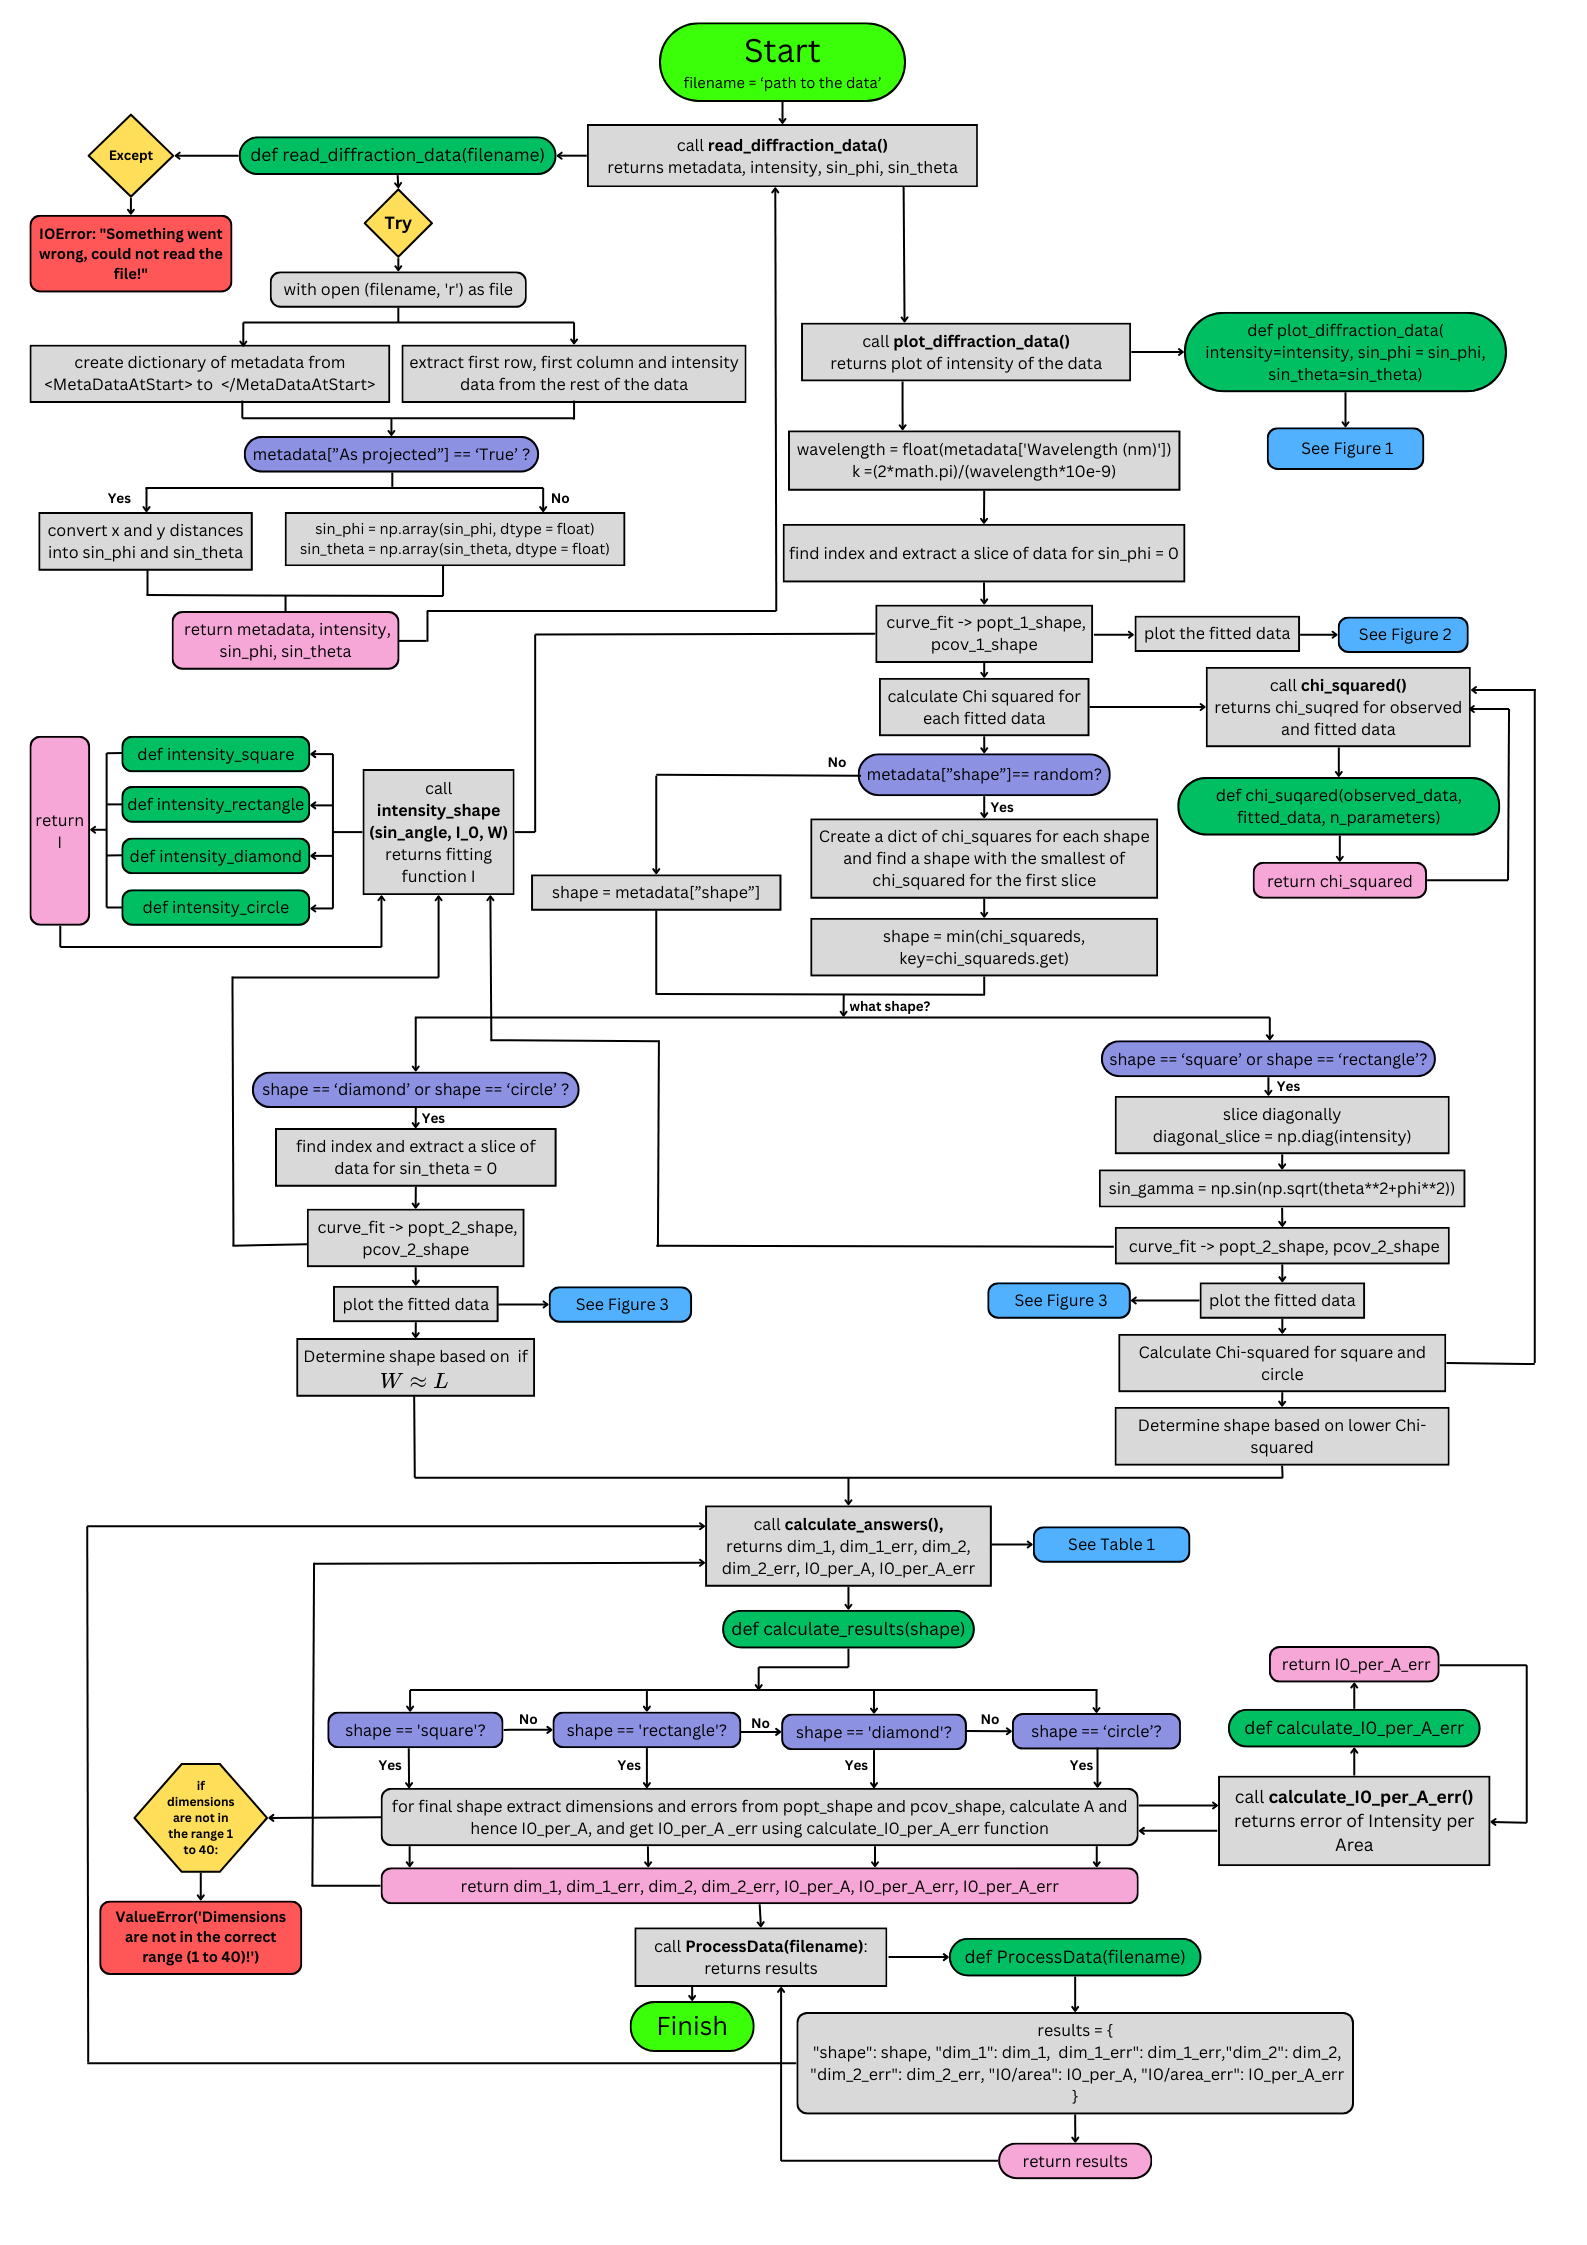 Start
filename = ‘path to the data’
call read_diffraction_data()
returns metadata, intensity, sin_phi, sin_theta
def read_diffraction_data(filename)
Except
IOError: "Something went
wrong, could not read the
file!"
Try
with open (filename, 'r') as file
create dictionary of metadata from
<MetaDataAtStart> to </MetaDataAtStart>
extract first row, first column and intensity
data from the rest of the data
metadata[”As projected”] == ‘True’ ?
Yes
No
convert x and y distances
into sin_phi and sin_theta
sin_phi = np.array(sin_phi, dtype = float)
sin_theta = np.array(sin_theta, dtype = float)
return metadata, intensity,
sin_phi, sin_theta
call plot_diffraction_data()
returns plot of intensity of the data
def plot_diffraction_data(
intensity=intensity, sin_phi = sin_phi,
sin_theta=sin_theta)
See Figure 1
wavelength = float(metadata['Wavelength (nm)'])
k =(2*math.pi)/(wavelength*10e-9)
find index and extract a slice of data for sin_phi = 0
curve_fit -> popt_1_shape,
pcov_1_shape
plot the fitted data
See Figure 2
calculate Chi squared for
each fitted data
call chi_squared()
returns chi_suqred for observed
and fitted data
def chi_suqared(observed_data,
fitted_data, n_parameters)
return chi_squared
metadata[”shape”]== random?
No
Yes
Create a dict of chi_squares for each shape
and find a shape with the smallest of
chi_squared for the first slice
shape = metadata[”shape”]
shape = min(chi_squareds,
key=chi_squareds.get)
return
I
def intensity_square
def intensity_rectangle
def intensity_diamond
def intensity_circle
call
intensity_shape
(sin_angle, I_0, W)
returns fitting
function I
what shape?
shape == ‘diamond’ or shape == ‘circle’ ?
Yes
find index and extract a slice of
data for sin_theta = 0
curve_fit -> popt_2_shape,
pcov_2_shape
plot the fitted data
See Figure 3
Determine shape based on if
W ≈ L
shape == ‘square’ or shape == ‘rectangle’?
Yes
slice diagonally
diagonal_slice = np.diag(intensity)
sin_gamma = np.sin(np.sqrt(theta**2+phi**2))
curve_fit -> popt_2_shape, pcov_2_shape
See Figure 3
plot the fitted data
Calculate Chi-squared for square and
circle
Determine shape based on lower Chi-
squared
call calculate_answers(),
returns dim_1, dim_1_err, dim_2,
dim_2_err, I0_per_A, I0_per_A_err
See Table 1
def calculate_results(shape)
shape == 'square'?
No
shape == 'rectangle'?
No
shape == 'diamond'?
No
shape == ‘circle’?
Yes
Yes
Yes
Yes
for final shape extract dimensions and errors from popt_shape and pcov_shape, calculate A and
hence I0_per_A, and get I0_per_A _err using calculate_I0_per_A_err function
return I0_per_A_err
def calculate_I0_per_A_err
call calculate_I0_per_A_err()
returns error of Intensity per
Area
if
dimensions
are not in
the range 1
to 40:
ValueError('Dimensions
are not in the correct
range (1 to 40)!')
return dim_1, dim_1_err, dim_2, dim_2_err, I0_per_A, I0_per_A_err, I0_per_A_err
call ProcessData(filename):
returns results
def ProcessData(filename)
Finish
results = {
"shape": shape, "dim_1": dim_1, dim_1_err": dim_1_err,"dim_2": dim_2,
"dim_2_err": dim_2_err, "I0/area": I0_per_A, "I0/area_err": I0_per_A_err
}
return results